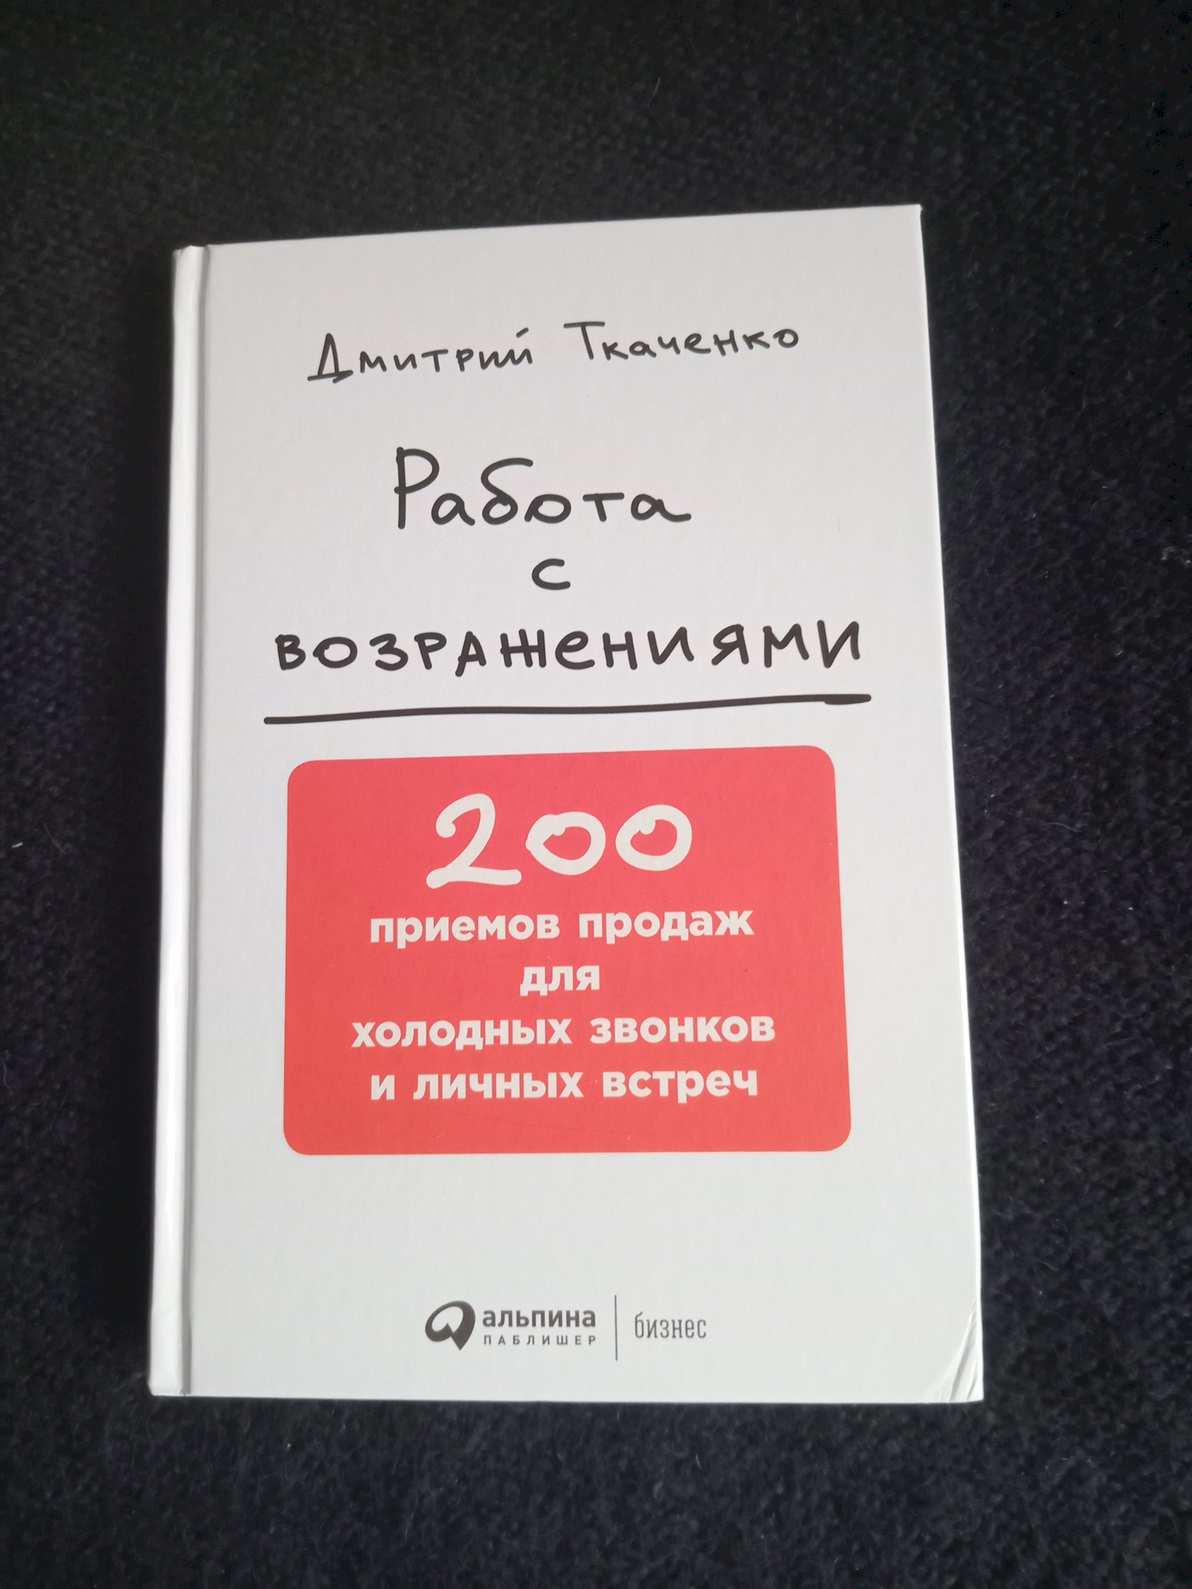 Дмитрий Ткаченко
Работа
с
возражениями
200
приемов продаж
для
холодных звонков
и личных встреч
альпина
ПАБЛИШЕР
бизнес